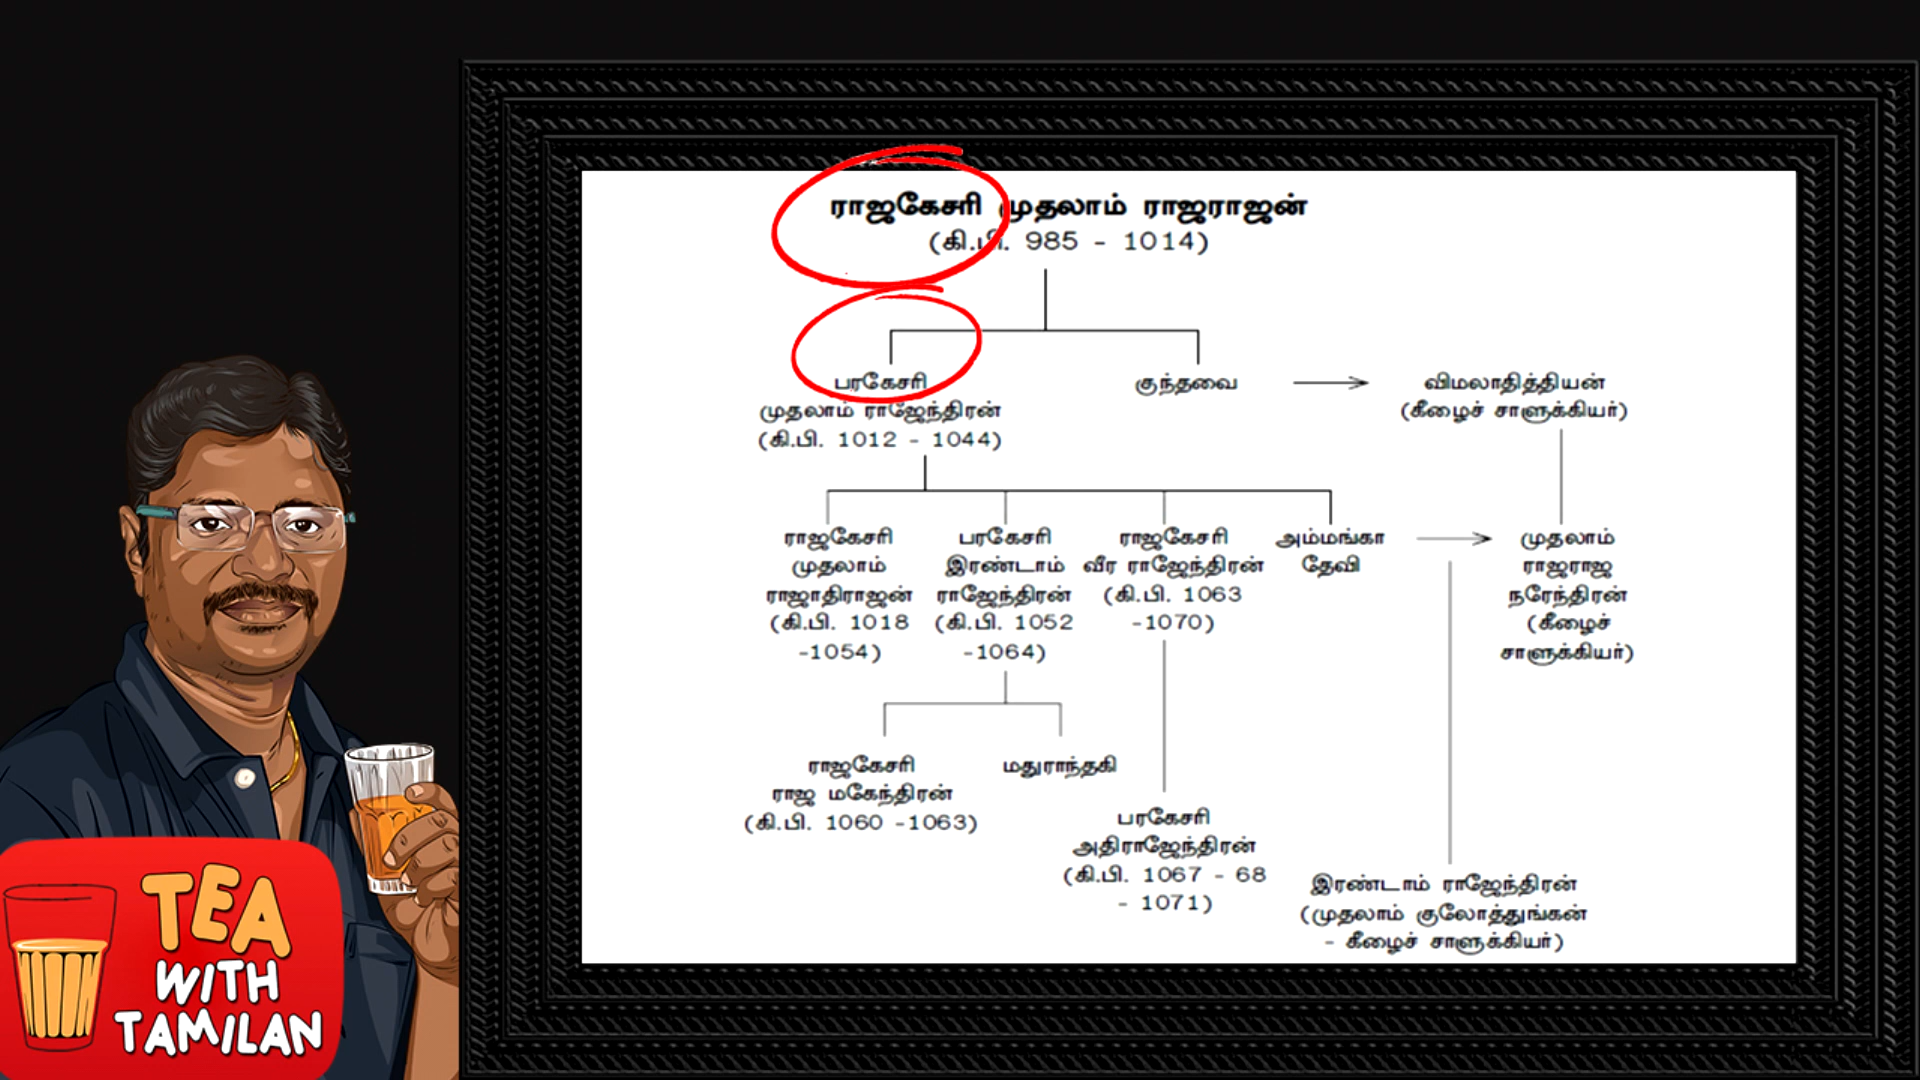 ராஜகேசரி முதலாம் ராஜராஜன்
(கி.பி. 985 - 1014)
பரகேசரி
முதலாம் ராஜேந்திரன்
(கி.பி. 1012 - 1044)
குந்தவை
விமலாதித்தியன்
(கீழைச் சாளுக்கியர்)
ராஜகேசரி
முதலாம்
ராஜாதிராஜன்
(கி.பி. 1018
-1054)
பரகேசரி
இரண்டாம்
ராஜேந்திரன்
(கி.பி. 1052
-1064)
ராஜகேசரி
வீர ராஜேந்திரன்
(கி.பி. 1063
-1070)
அம்மங்கா
தேவி
முதலாம்
ராஜராஜ
நரேந்திரன்
(கீழைச்
சாளுக்கியர்)
ராஜகேசரி
ராஜ மகேந்திரன்
(கி.பி. 1060 -1063)
மதுராந்தகி
பரகேசரி
அதிராஜேந்திரன்
(கி.பி. 1067 - 68
- 1071)
இரண்டாம் ராஜேந்திரன்
(முதலாம் குலோத்துங்கன்
- கீழைச் சாளுக்கியர்)
TEA
WITH
TAMILAN